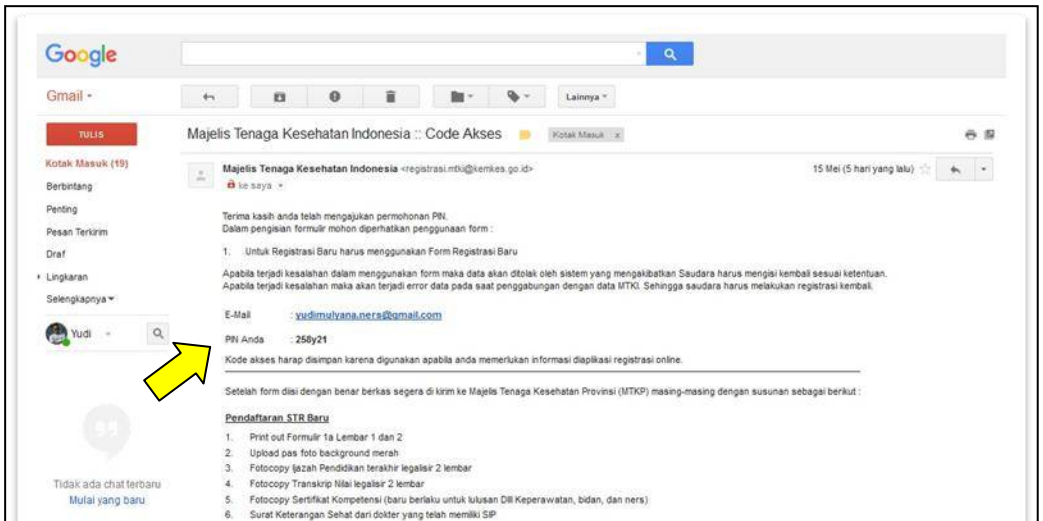 Google
Gmail
Lainnya
TULIS
Majelis Tenaga Kesehatan Indonesia :: Code Akses
Kotak Masuk x
Kotak Masuk (19)
Berbintang
Penting
Pesan Terkirim
Draf
Lingkaran
Selengkapnya
Yudi
Majelis Tenaga Kesehatan Indonesia <registrasi.mtki@kemkes.go.id>
15 Mei (5 hari yang lalu)
ke saya
Terima kasih anda telah mengajukan permohonan PIN.
Dalam pengisian formulir mohon diperhatikan penggunaan form :
1. Untuk Registrasi Baru harus menggunakan Form Registrasi Baru
Apabila terjadi kesalahan dalam menggunakan form maka data akan ditolak oleh sistem yang mengakibatkan Saudara harus mengisi kembali sesuai ketentuan.
Apabila terjadi kesalahan maka akan terjadi error data pada saat penggabungan dengan data MTKI. Sehingga saudara harus melakukan registrasi kembali.
E-Mail : yudimulyana.ners@gmail.com
PIN Anda : 258y21
Kode akses harap disimpan karena digunakan apabila anda memerlukan informasi diaplikasi registrasi online.
Setelah form diisi dengan benar berkas segera di kirim ke Majelis Tenaga Kesehatan Provinsi (MTKP) masing-masing dengan susunan sebagai berikut :
Pendaftaran STR Baru
1. Print out Formulir 1a Lembar 1 dan 2
2. Upload pas foto background merah
3. Fotocopy Ijazah Pendidikan terakhir legalisir 2 lembar
4. Fotocopy Transkrip Nilai legalisir 2 lembar
5. Fotocopy Sertifikat Kompetensi (baru berlaku untuk lulusan DIII Keperawatan, bidan, dan ners)
6. Surat Keterangan Sehat dari dokter yang telah memiliki SIP
Tidak ada chat terbaru
Mulai yang baru